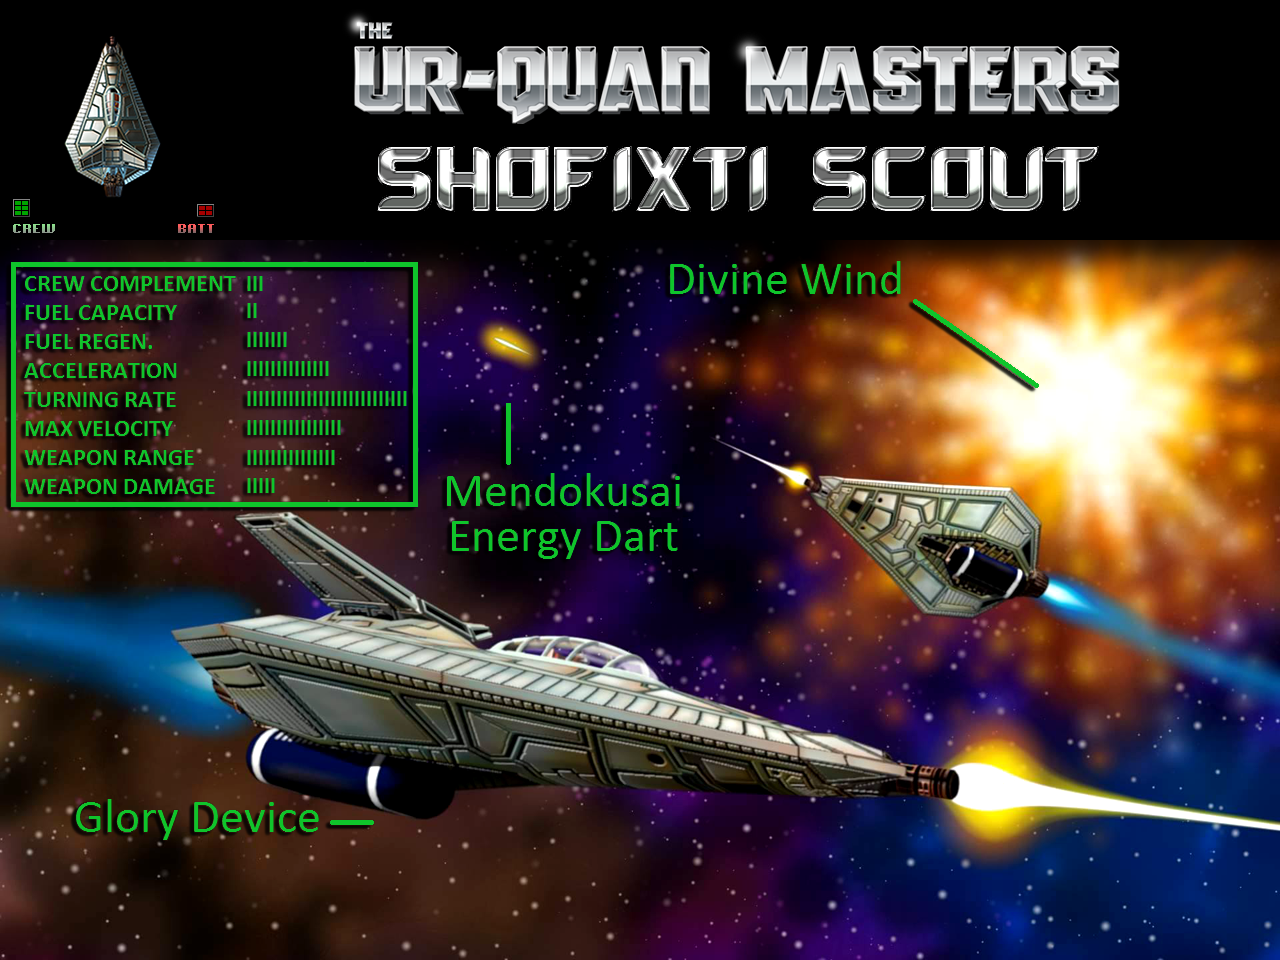 THE
UR-QUAN MASTERS
SHOFIXTI SCOUT
CREW
BATT
CREW COMPLEMENT
FUEL CAPACITY
FUEL REGEN.
ACCELERATION
TURNING RATE
MAX VELOCITY
WEAPON RANGE
WEAPON DAMAGE
Divine Wind
Mendokusai
Energy Dart
Glory Device